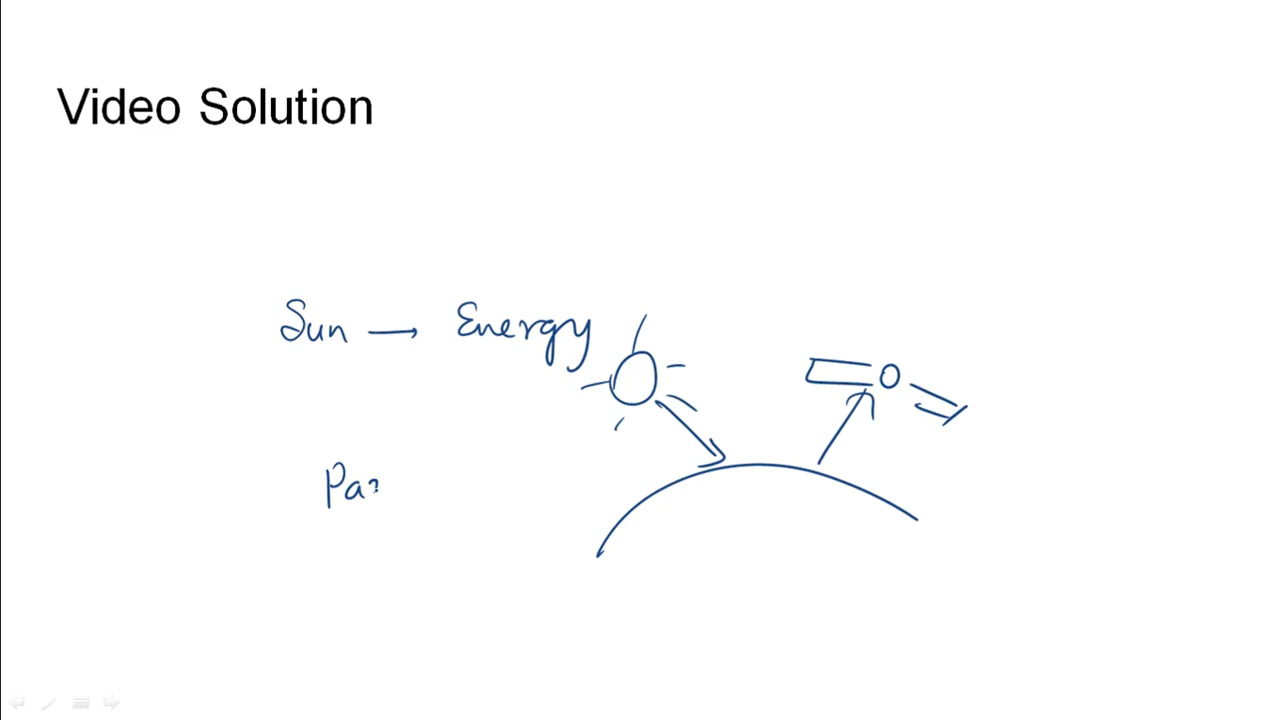 Video Solution
Sun → Energy
Pa